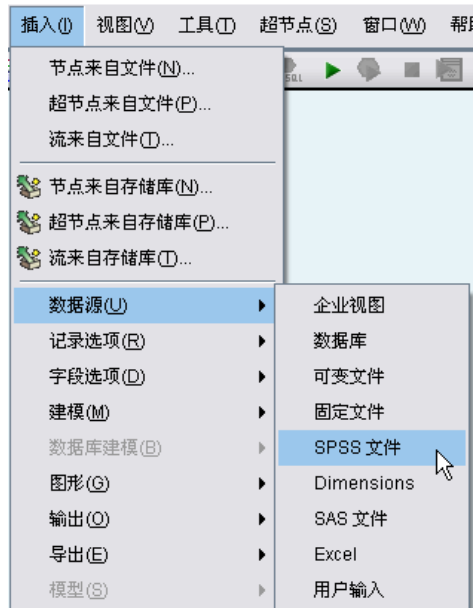 插入(I) 视图(V) 工具(T) 超节点(S) 窗口(W)
SQL
节点来自文件(N)...
超节点来自文件(P)...
流来自文件(T)...
节点来自存储库(N)...
超节点来自存储库(P)...
流来自存储库(T)...
数据源(U)
记录选项(R)
字段选项(D)
建模(M)
数据库建模(B)
图形(G)
输出(O)
导出(E)
模型(S)
企业视图
数据库
可变文件
固定文件
SPSS 文件
Dimensions
SAS 文件
Excel
用户输入